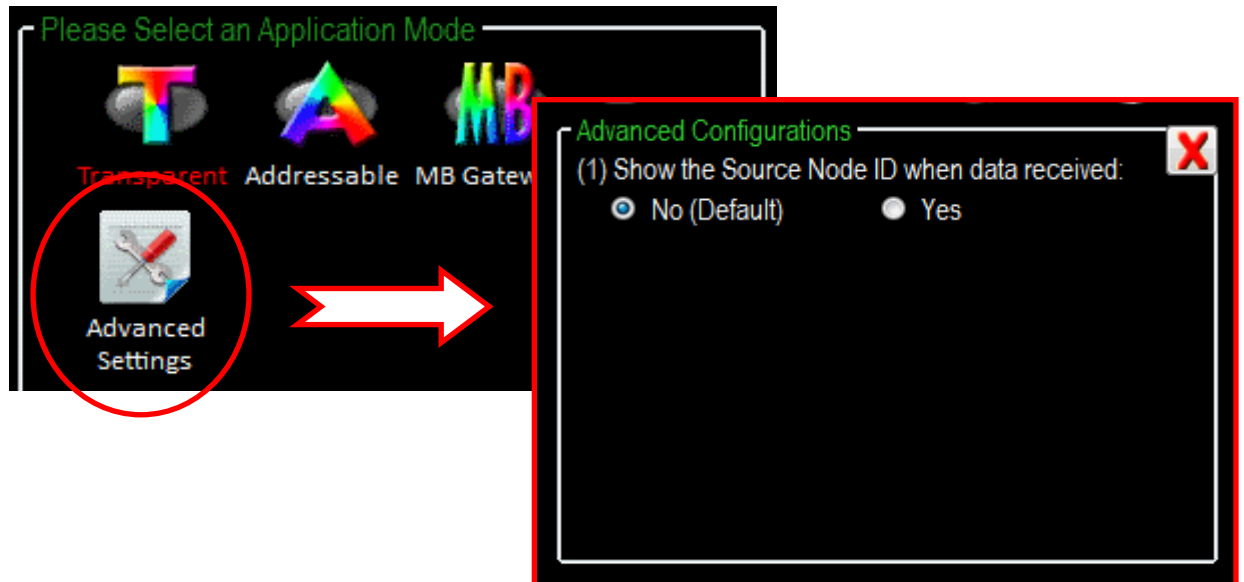 Please Select an Application Mode
T
A
MB
Transparent
Addressable
MB Gatew
Advanced
Settings
Advanced Configurations
X
(1) Show the Source Node ID when data received:
No (Default)
Yes